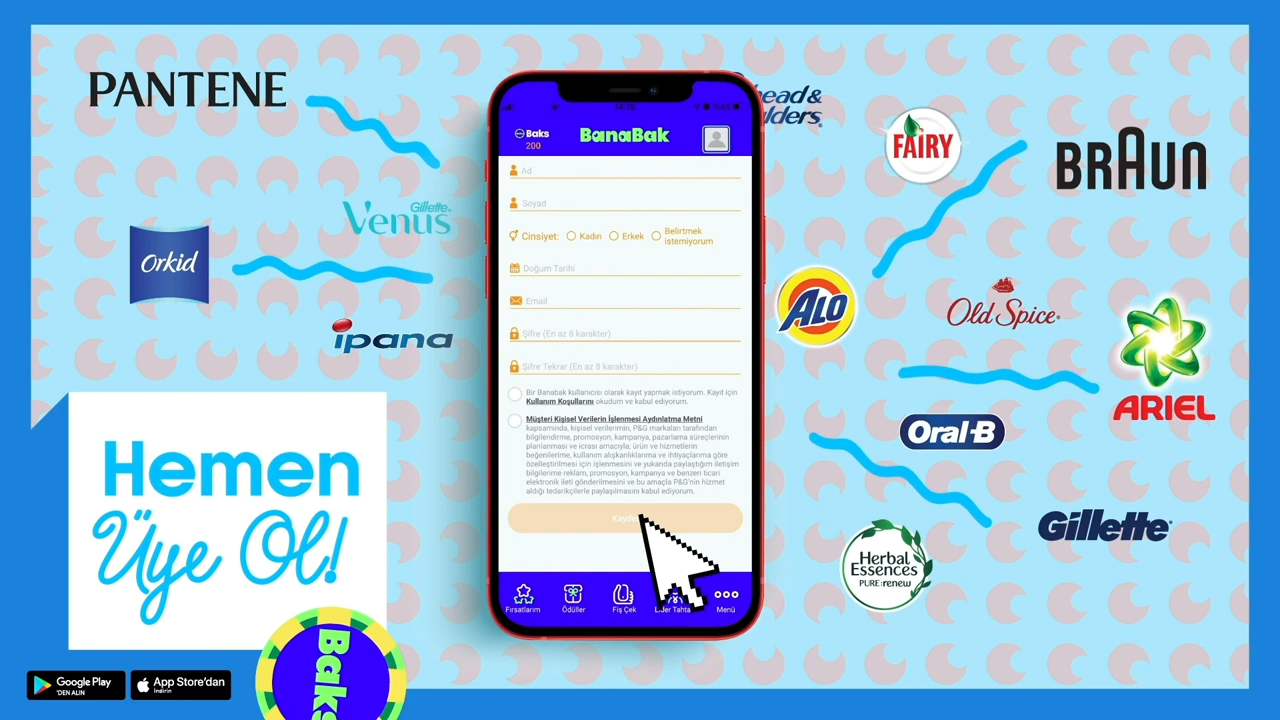 PANTENE
Gillette
Venus
Orkid
ipana
Hemen
Üye Ol!
Google Play
'DEN ALIN
App Store'dan
İndirin
Baks
Baks
200
BanaBak
Ad
Soyad
Cinsiyet:
Kadın
Erkek
Belirtmek
istemiyorum
Doğum Tarihi
Email
Şifre (En az 8 karakter)
Şifre Tekrar (En az 8 karakter)
Bir Banabak kullanıcısı olarak kayıt yapmak istiyorum. Kayıt için
Kullanım Koşullarını okudum ve kabul ediyorum.
Müşteri Kişisel Verilerin İşlenmesi Aydınlatma Metni
kapsamında, kişisel verilerimin, P&G markaları tarafından
bilgilendirme, promosyon, kampanya, pazarlama süreçlerinin
planlanması ve icrası amacıyla; ürün ve hizmetlerin
beğenilerime, kullanım alışkanlıklarıma ve ihtiyaçlarıma göre
özelleştirilmesi için işlenmesini ve yukarıda paylaştığım iletişim
bilgilerime reklam, promosyon, kampanya ve benzeri ticari
elektronik ileti gönderilmesini ve bu amaçla P&G'nin hizmet
aldığı tedarikçilerle paylaşılmasını kabul ediyorum.
Fırsatlarım
Ödüller
Fiş Çek
Lider Tahta
Menü
head &
FAIRY
BRAUN
ALO
Old Spice
ARIEL
Oral-B
Gillette
Herbal
Essences
PURE:renew